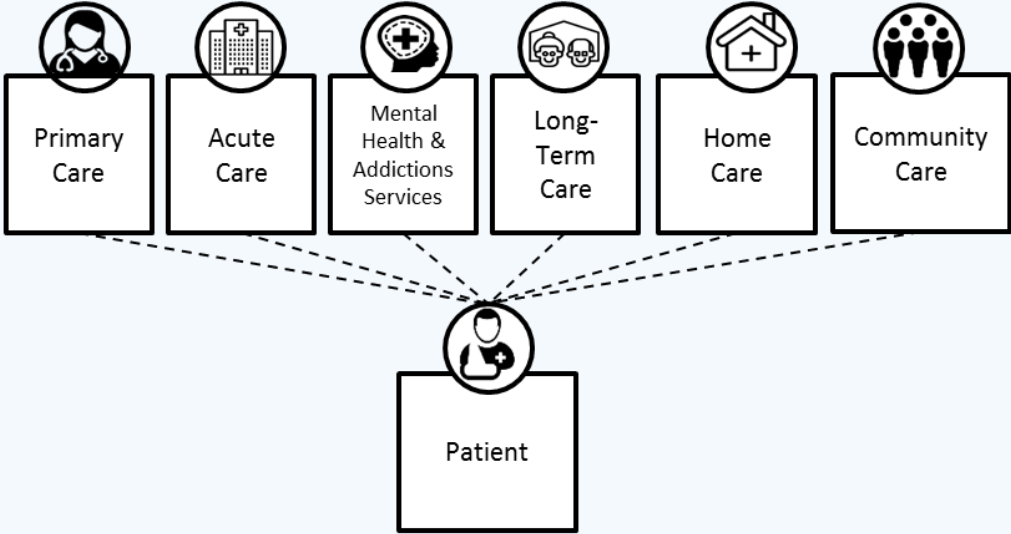 Primary
Care
Acute
Care
Mental
Health &
Addictions
Services
Long-
Term
Care
Home
Care
Community
Care
Patient